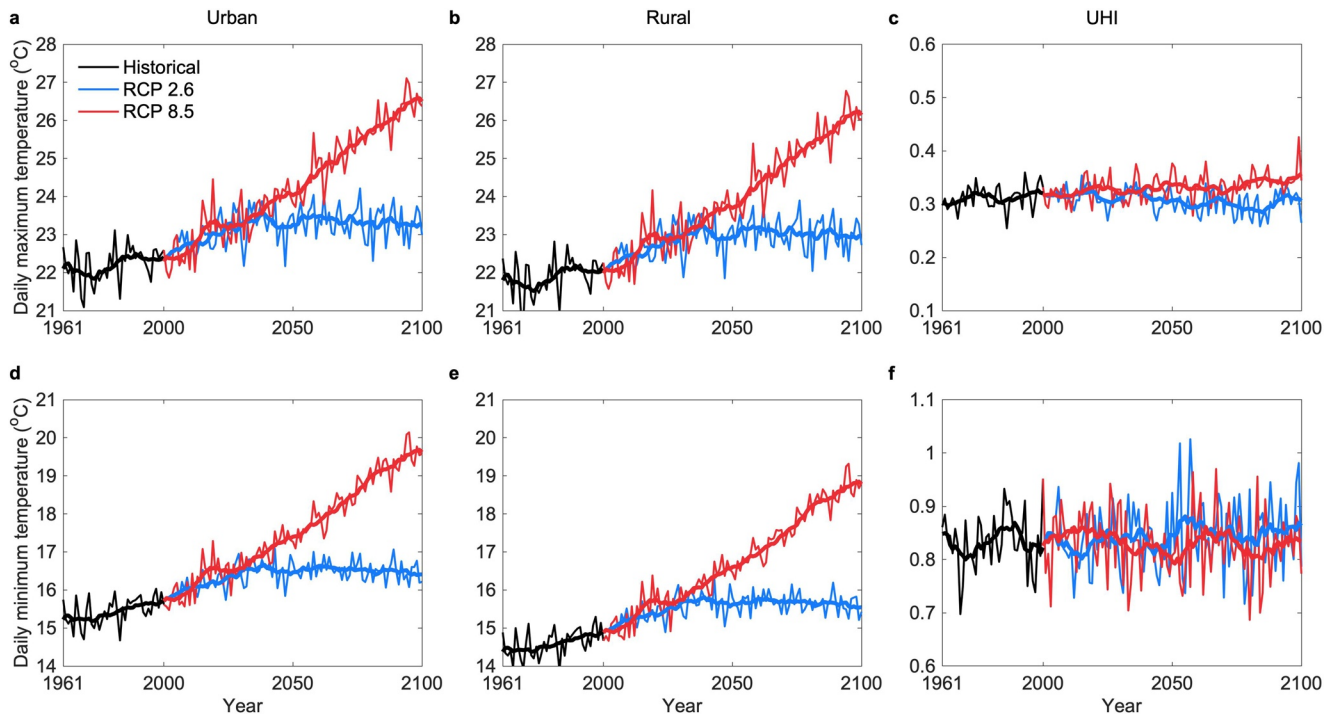 a Urban
b Rural
c UHI
Daily maximum temperature (°C)
28
27
26
25
24
23
22
21
Historical
RCP 2.6
RCP 8.5
1961 2000 2050 2100
28
27
26
25
24
23
22
21
1961 2000 2050 2100
0.6
0.5
0.4
0.3
0.2
0.1
1961 2000 2050 2100
d
e
f
Daily minimum temperature (°C)
21
20
19
18
17
16
15
14
1961 2000 2050 2100
Year
21
20
19
18
17
16
15
14
1961 2000 2050 2100
Year
1.1
1
0.9
0.8
0.7
0.6
1961 2000 2050 2100
Year